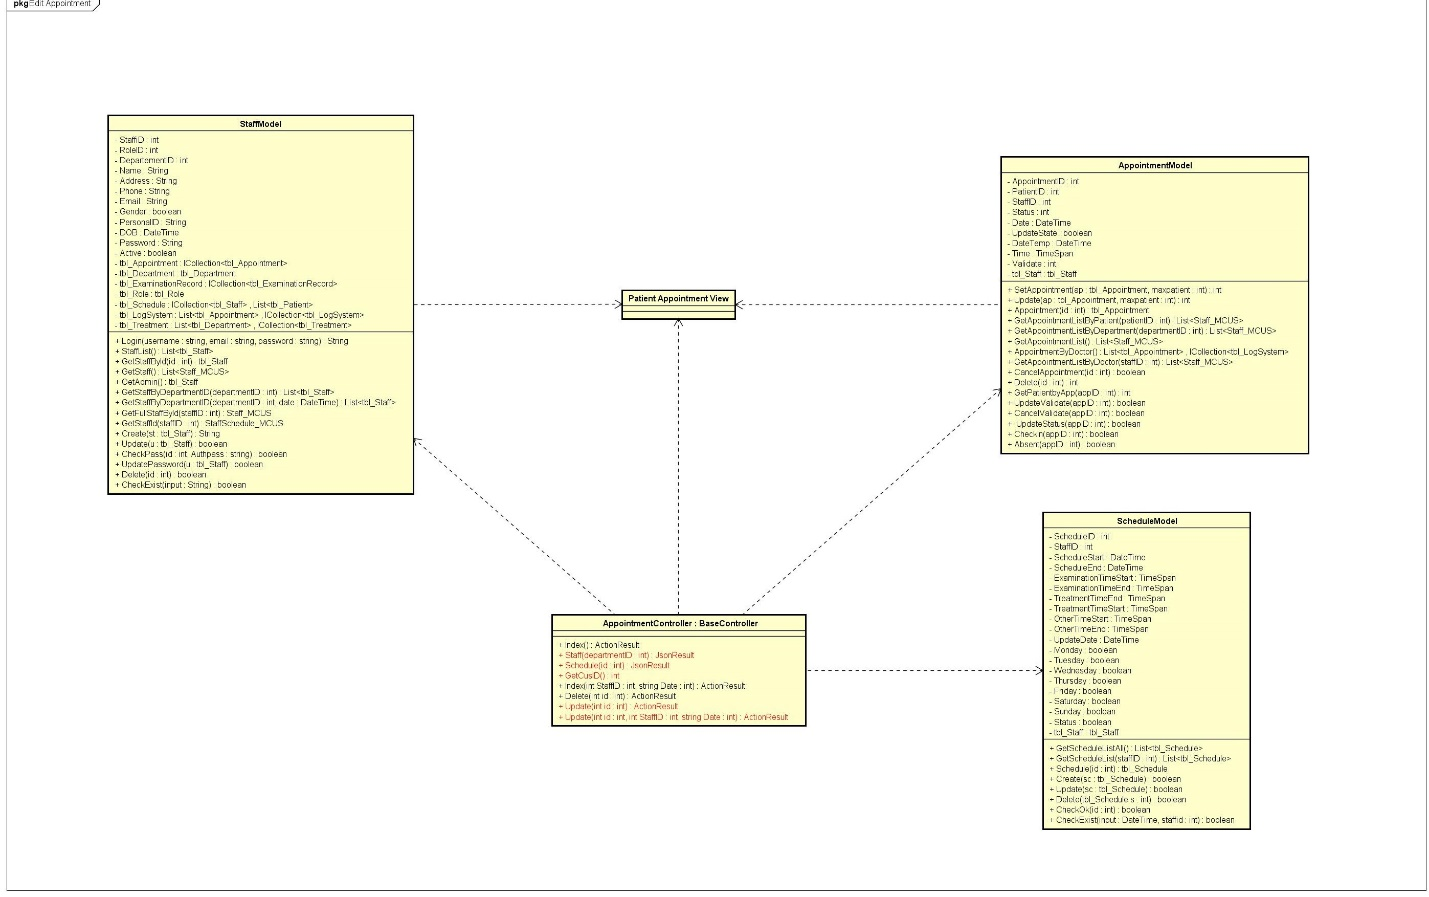 pkg Edit Appointment
StaffModel
- StaffID : int
- RoleID : int
- DepartementID : int
- Name : String
- Address : String
- Phone : String
- Email : String
- Gender : boolean
- PersonalID : String
- DOB : DateTime
- Password : String
- Active : boolean
- tbl_Appointment : ICollection<tbl_Appointment>
- tbl_Department : tbl_Department
- tbl_ExaminationRecord : ICollection<tbl_ExaminationRecord>
- tbl_Role : tbl_Role
- tbl_Schedule : ICollection<tbl_Staff> , List<tbl_Patient>
- tbl_LogSystem : List<tbl_Appointment> , ICollection<tbl_LogSystem>
- tbl_Treatment : List<tbl_Department> , Collection<tbl_Treatment>
+ Login(username : string, email : string, password : string) : String
+ StaffList() : List<tbl_Staff>
+ GetStaffById(id : int) : tbl_Staff
+ GetStaff() : List<Staff_MCUS>
+ GetAdmin() : tbl_Staff
+ GetStaffByDepartmentID(departmentID : int) : List<tbl_Staff>
+ GetStaffByDepartmentID(departmentID : int, date : DateTime) : List<tbl_Staff>
+ GetFullStaffById(staffID : int) : Staff_MCUS
+ GetStaffId(staffID : int) : StaffSchedule_MCUS
+ Create(st : tbl_Staff) : String
+ Update(u : tbl_Staff) : boolean
+ CheckPass(id : int, Authpass : string) : boolean
+ UpdatePassword(u : tbl_Staff) : boolean
+ Delete(id : int) : boolean
+ CheckExist(input : String) : boolean
Patient Appointment View
AppointmentModel
- AppointmentID : int
- PatientID : int
- StaffID : int
- Status : int
- Date : DateTime
- UpdateState : boolean
- DateTemp : DateTime
- Time : TimeSpan
- Validate : int
- tbl_Staff : tbl_Staff
+ SetAppointment(ap : tbl_Appointment, maxpatient : int) : int
+ Update(ap : tbl_Appointment, maxpatient : int) : int
+ Appointment(id : int) : tbl_Appointment
+ GetAppointmentListByPatient(patientID : int) : List<Staff_MCUS>
+ GetAppointmentListByDepartment(departmentID : int) : List<Staff_MCUS>
+ GetAppointmentList() : List<Staff_MCUS>
+ AppointmentByDoctor() : List<tbl_Appointment> , ICollection<tbl_LogSystem>
+ GetAppointmentListByDoctor(staffID : int) : List<Staff_MCUS>
+ CancelAppointment(id : int) : boolean
+ Delete(id : int) : int
+ GetPatientbyApp(appID : int) : int
+ UpdateValidate(appID : int) : boolean
+ CancelValidate(appID : int) : boolean
+ UpdateStatus(appID : int) : boolean
+ Checkin(appID : int) : boolean
+ Absent(appID : int) : boolean
AppointmentController : BaseController
+ Index() : ActionResult
+ Staff(departmentID : int) : JsonResult
+ Schedule(id : int) : JsonResult
+ GetCusID() : int
+ Index(int StaffID : int, string Date : int) : ActionResult
+ Delete(int id : int) : ActionResult
+ Update(int id : int) : ActionResult
+ Update(int id : int, int StaffID : int, string Date : int) : ActionResult
ScheduleModel
- ScheduleID : int
- StaffID : int
- ScheduleStart : DateTime
- ScheduleEnd : DateTime
- ExaminationTimeStart : TimeSpan
- ExaminationTimeEnd : TimeSpan
- TreatmentTimeEnd : TimeSpan
- TreatmentTimeStart : TimeSpan
- OtherTimeStart : TimeSpan
- OtherTimeEnd : TimeSpan
- UpdateDate : DateTime
- Monday : boolean
- Tuesday : boolean
- Wednesday : boolean
- Thursday : boolean
- Friday : boolean
- Saturday : boolean
- Sunday : boolean
- Status : boolean
- tbl_Staff : tbl_Staff
+ GetScheduleListAll() : List<tbl_Schedule>
+ GetScheduleList(staffID : int) : List<tbl_Schedule>
+ Schedule(id : int) : tbl_Schedule
+ Create(sc : tbl_Schedule) : boolean
+ Update(sc : tbl_Schedule) : boolean
+ Delete(tbl_Schedule s : int) : boolean
+ CheckOk(id : int) : boolean
+ CheckExist(input : DateTime, staffid : int) : boolean